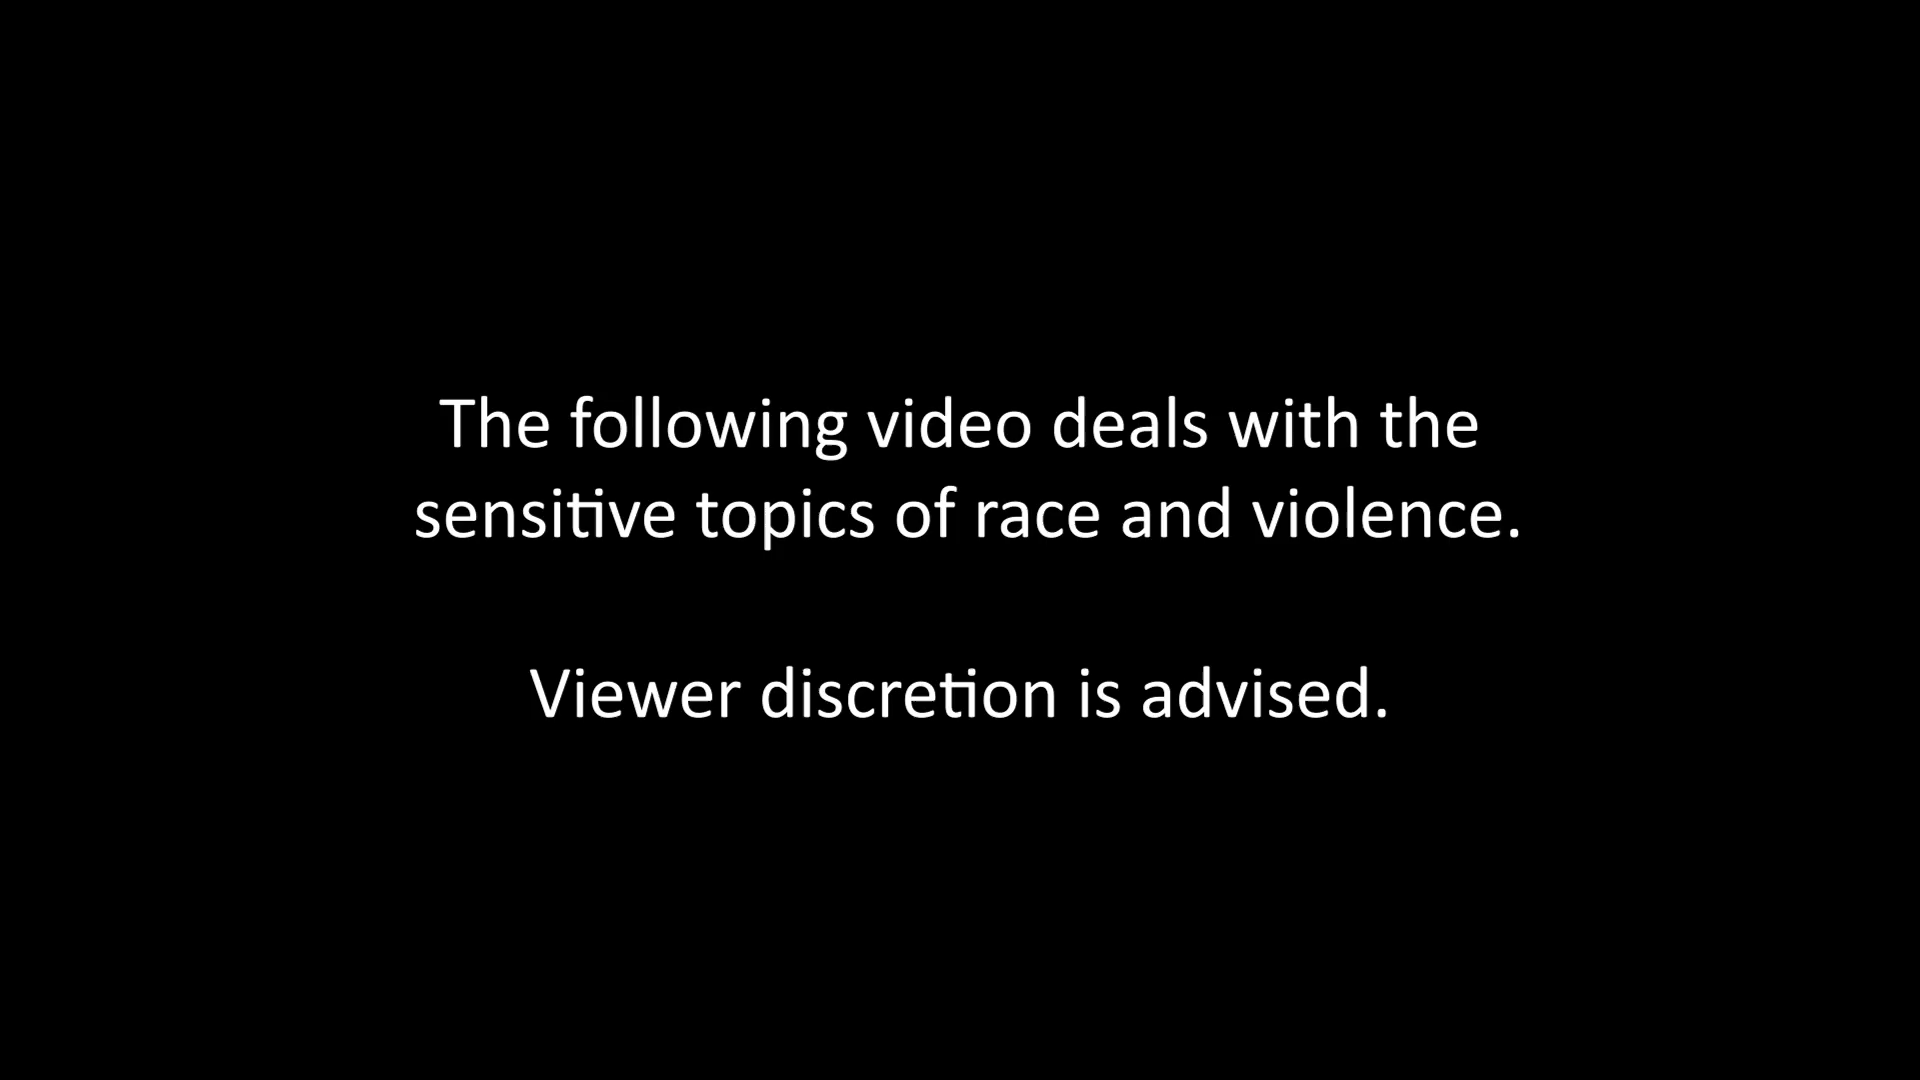 The following video deals with the
sensitive topics of race and violence.
Viewer discretion is advised.